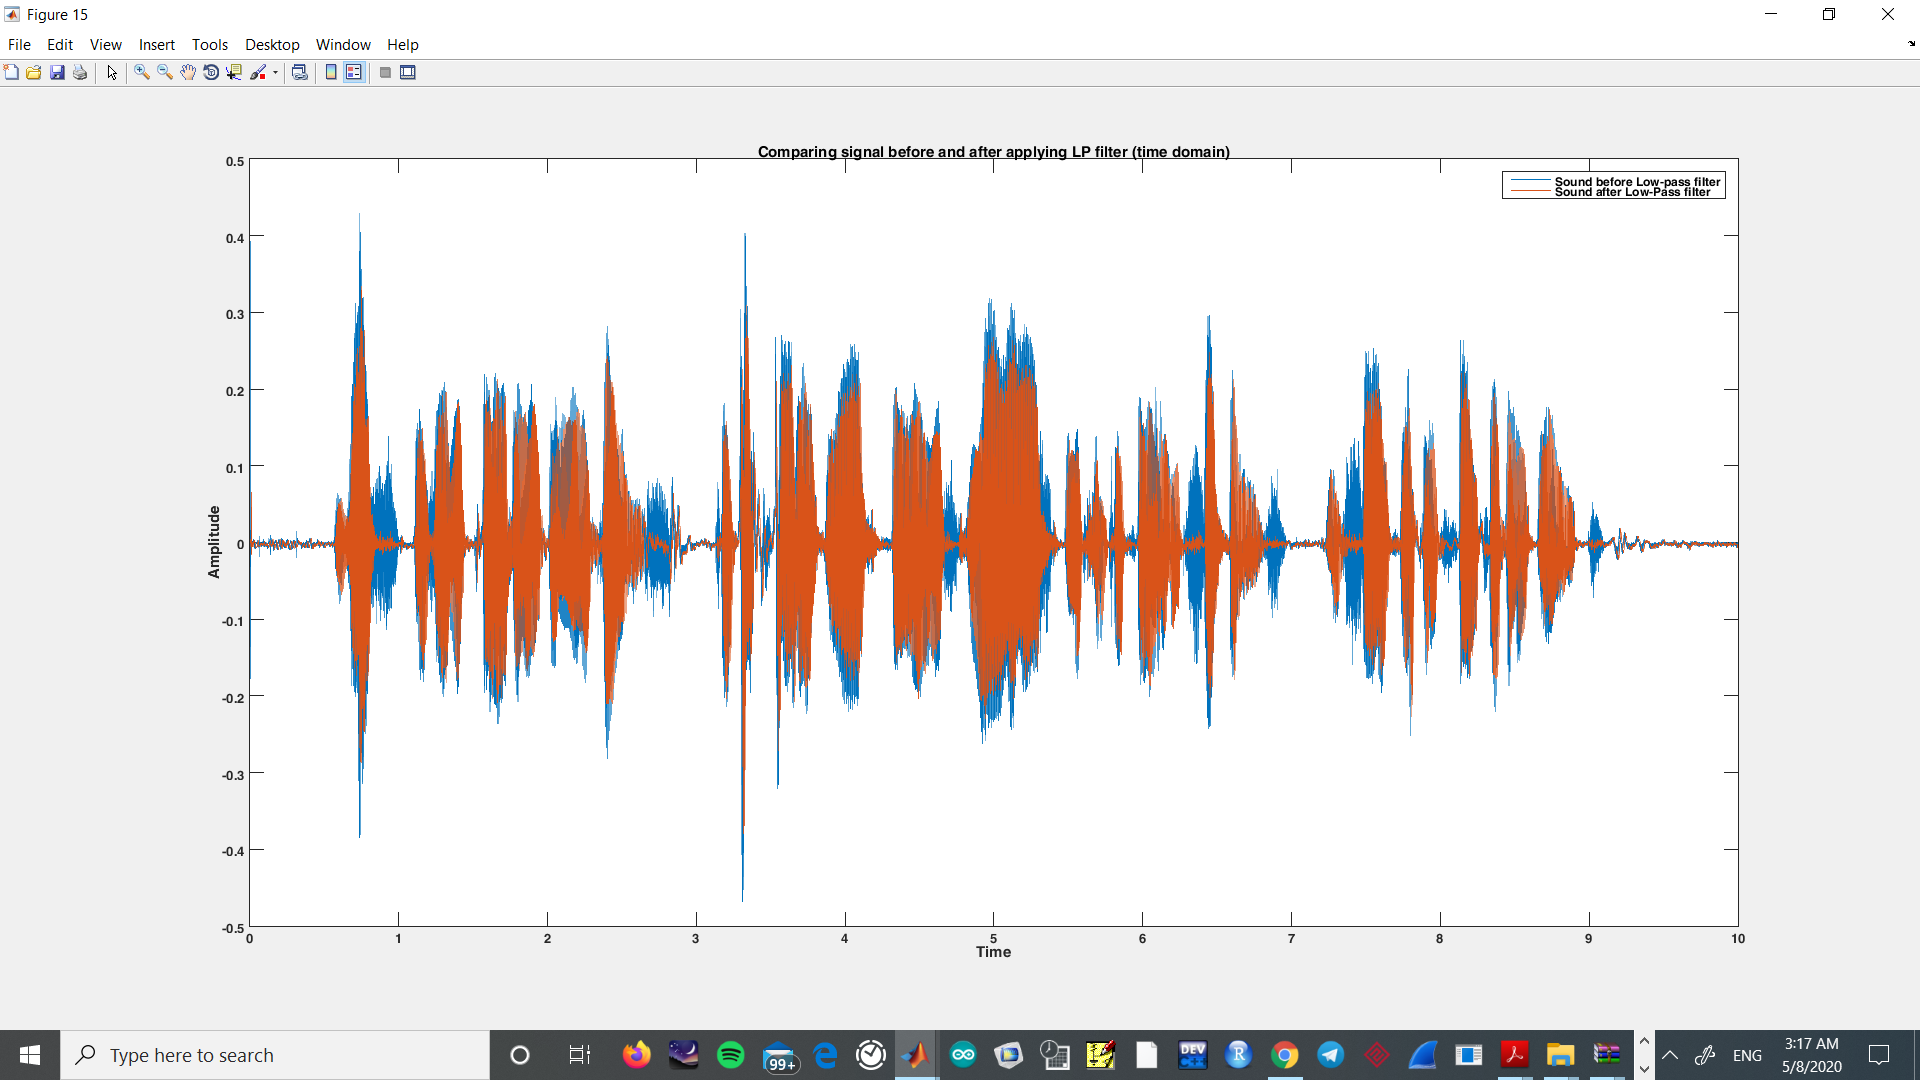 Figure 15
File Edit View Insert Tools Desktop Window Help
Comparing signal before and after applying LP filter (time domain)
Sound before Low-pass filter
Sound after Low-Pass filter
0.5
0.4
0.3
0.2
0.1
0
-0.1
-0.2
-0.3
-0.4
-0.5
Amplitude
0 1 2 3 4 5 6 7 8 9 10
Time
Type here to search
99+
DEV
C++
R
ENG
3:17 AM
5/8/2020